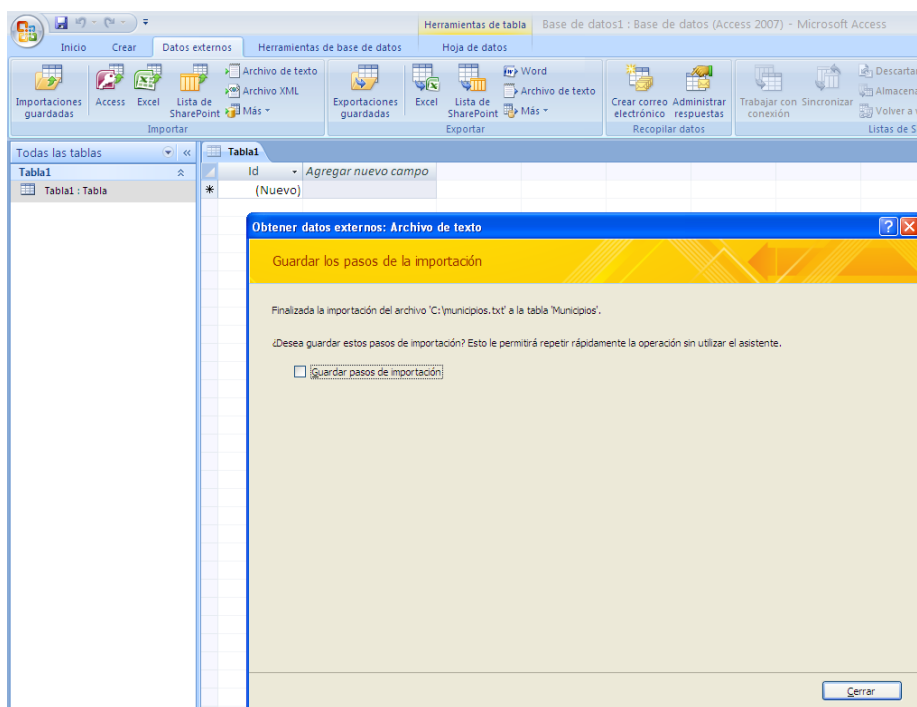 Herramientas de tabla Base de datos1 : Base de datos (Access 2007) - Microsoft Access
Inicio Crear Datos externos Herramientas de base de datos Hoja de datos
Importaciones guardadas
Access
Excel
Lista de SharePoint
Archivo de texto
Archivo XML
Más
Importar
Exportaciones guardadas
Excel
Lista de SharePoint
Word
Archivo de texto
Más
Exportar
Crear correo electrónico
Administrar respuestas
Recopilar datos
Trabajar con conexión
Sincronizar
Descartar
Almacena
Volver a
Listas de S
Todas las tablas «
Tabla1
Tabla1 : Tabla
Tabla1
Id Agregar nuevo campo
* (Nuevo)
Obtener datos externos: Archivo de texto
Guardar los pasos de la importación
Finalizada la importación del archivo 'C:\municipios.txt' a la tabla 'Municipios'.
¿Desea guardar estos pasos de importación? Esto le permitirá repetir rápidamente la operación sin utilizar el asistente.
Guardar pasos de importación
Cerrar